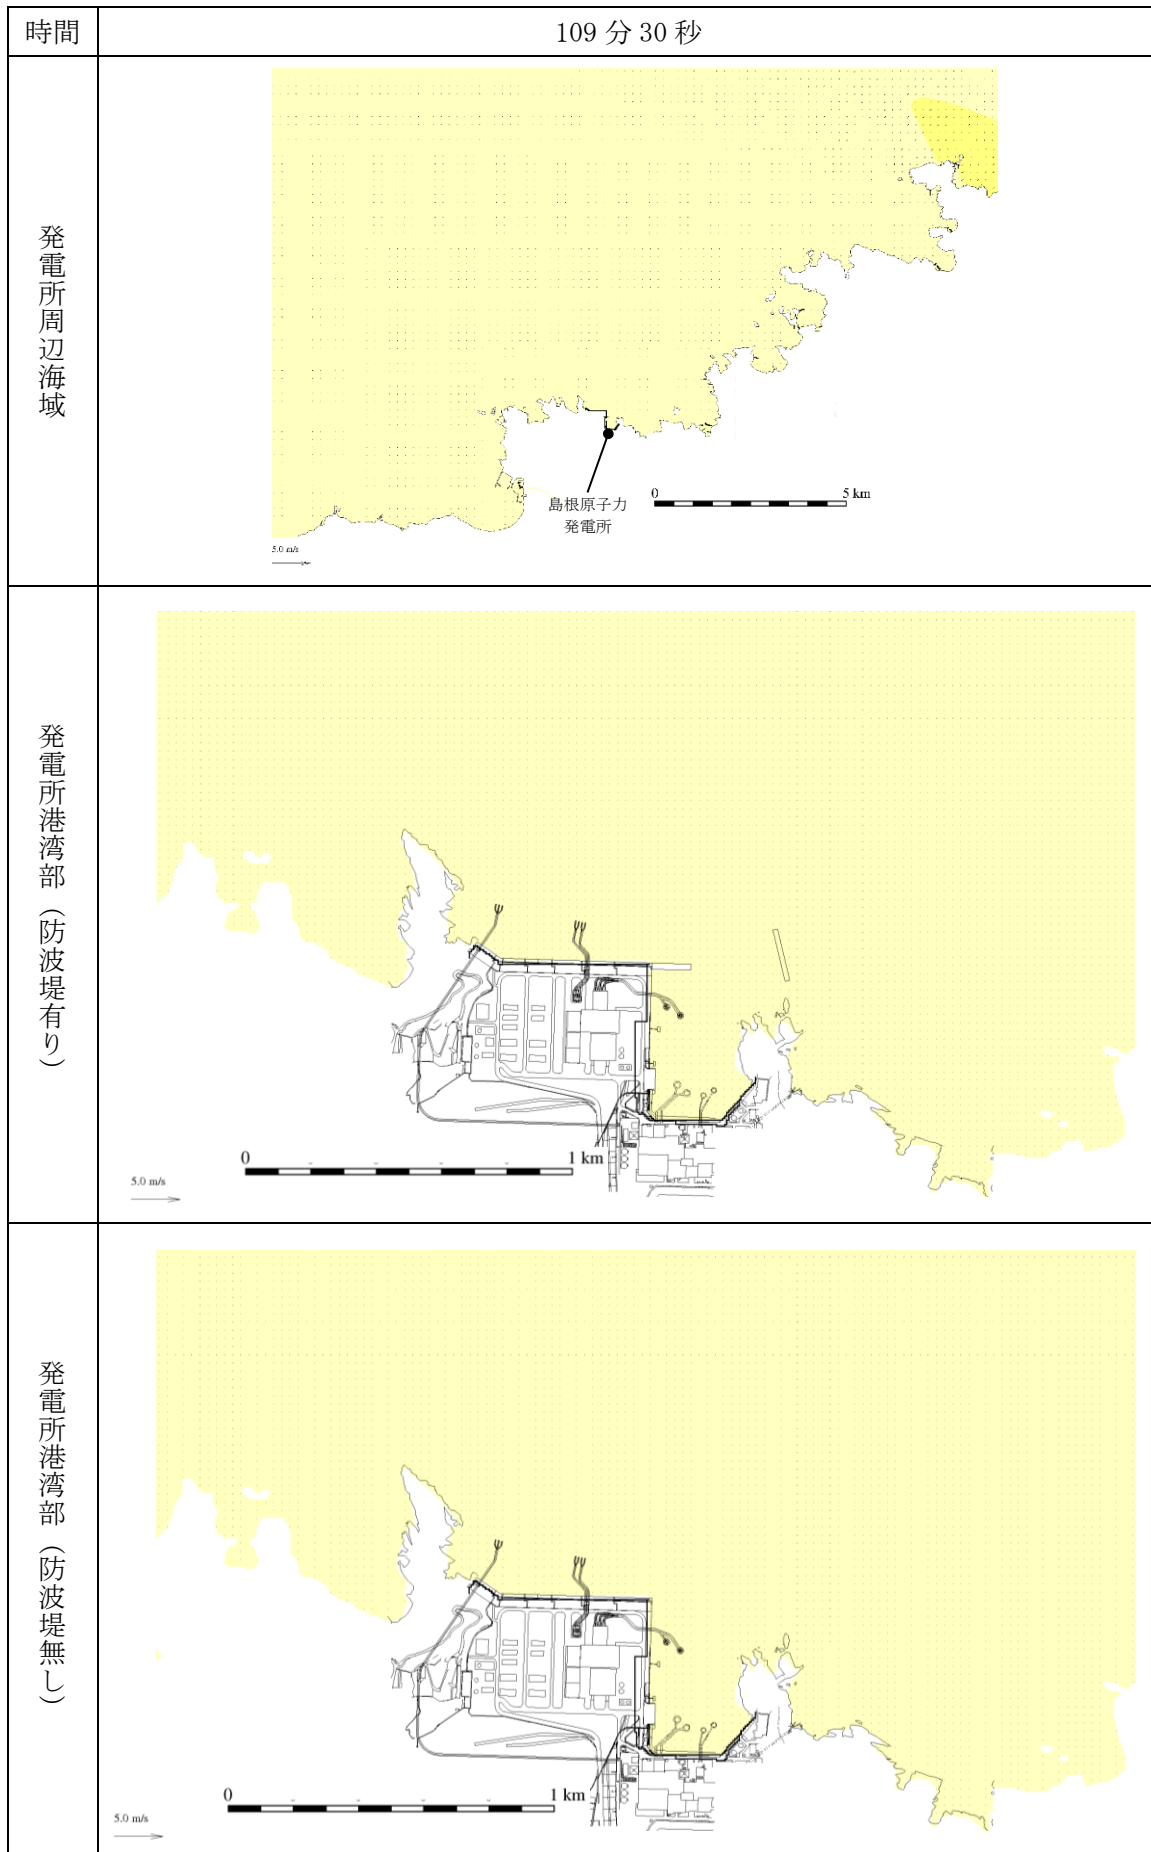 時間
109 分 30 秒
発電所周辺海域
島根原子力
発電所
0
5 km
5.0 m/s
発電所港湾部（防波堤有り）
0
1 km
5.0 m/s
発電所港湾部（防波堤無し）
0
1 km
5.0 m/s